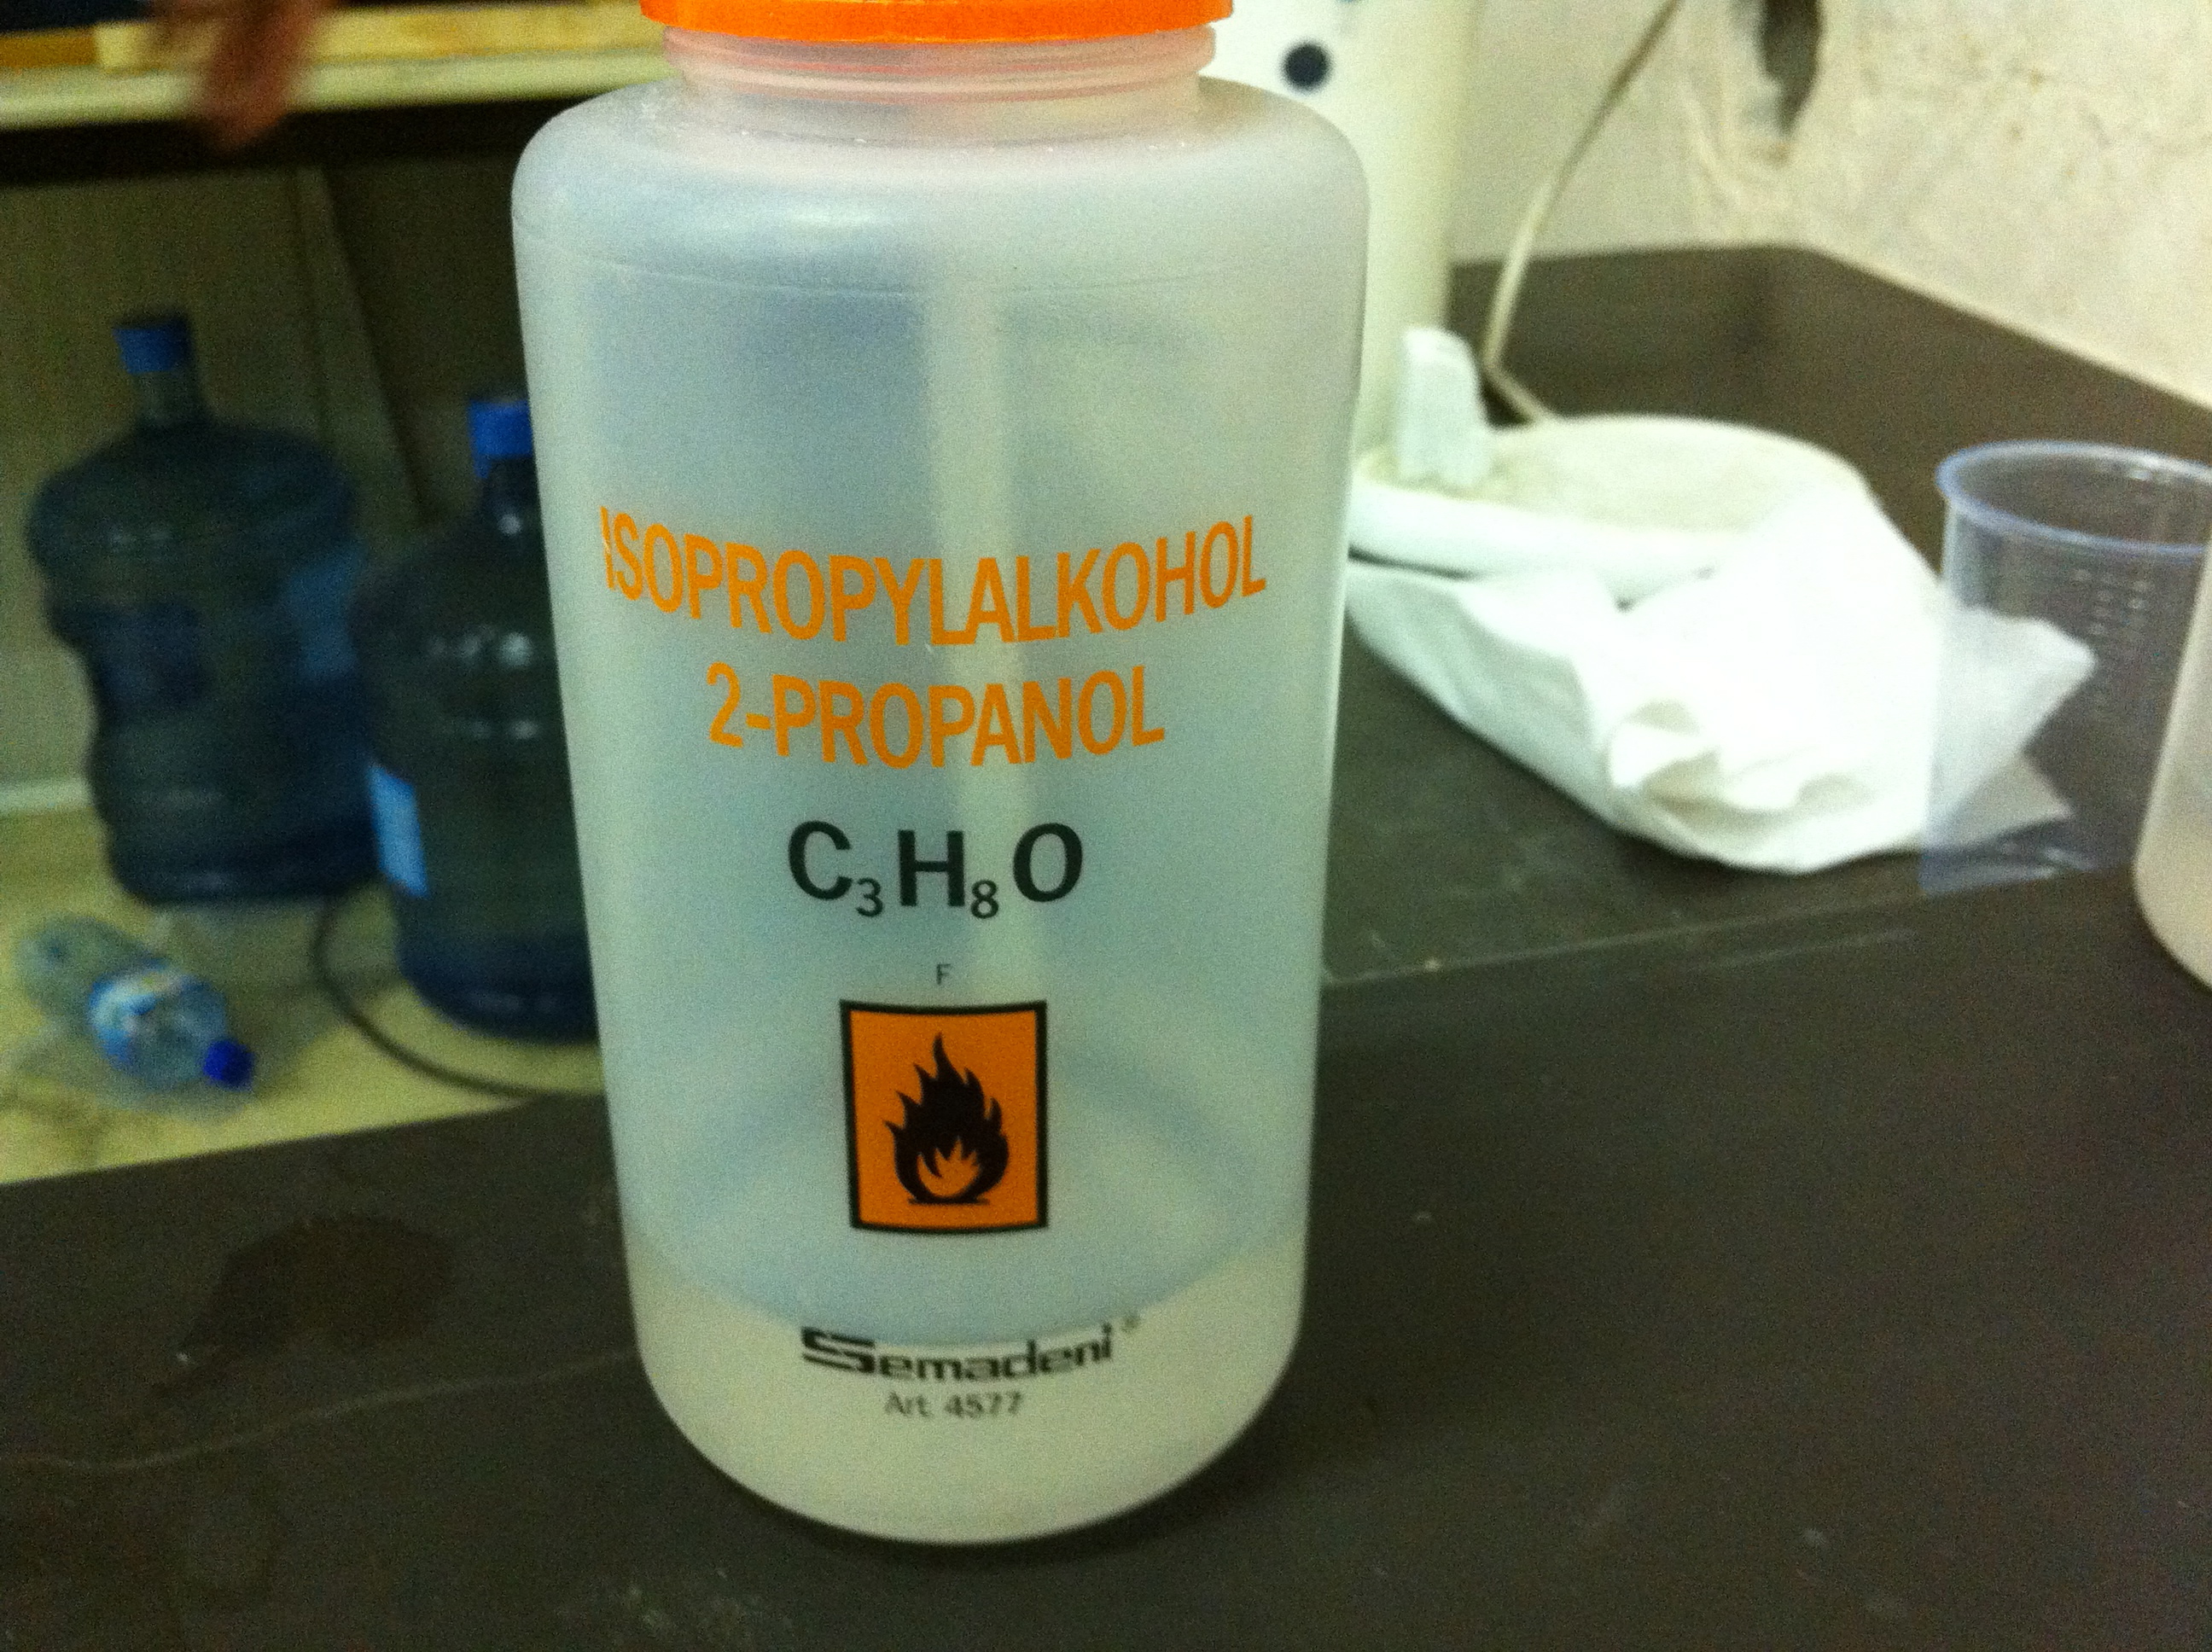 ISOPROPYLALKOHOL
2-PROPANOL
C₃H₈O
F
Semadeni®
Art. 4577